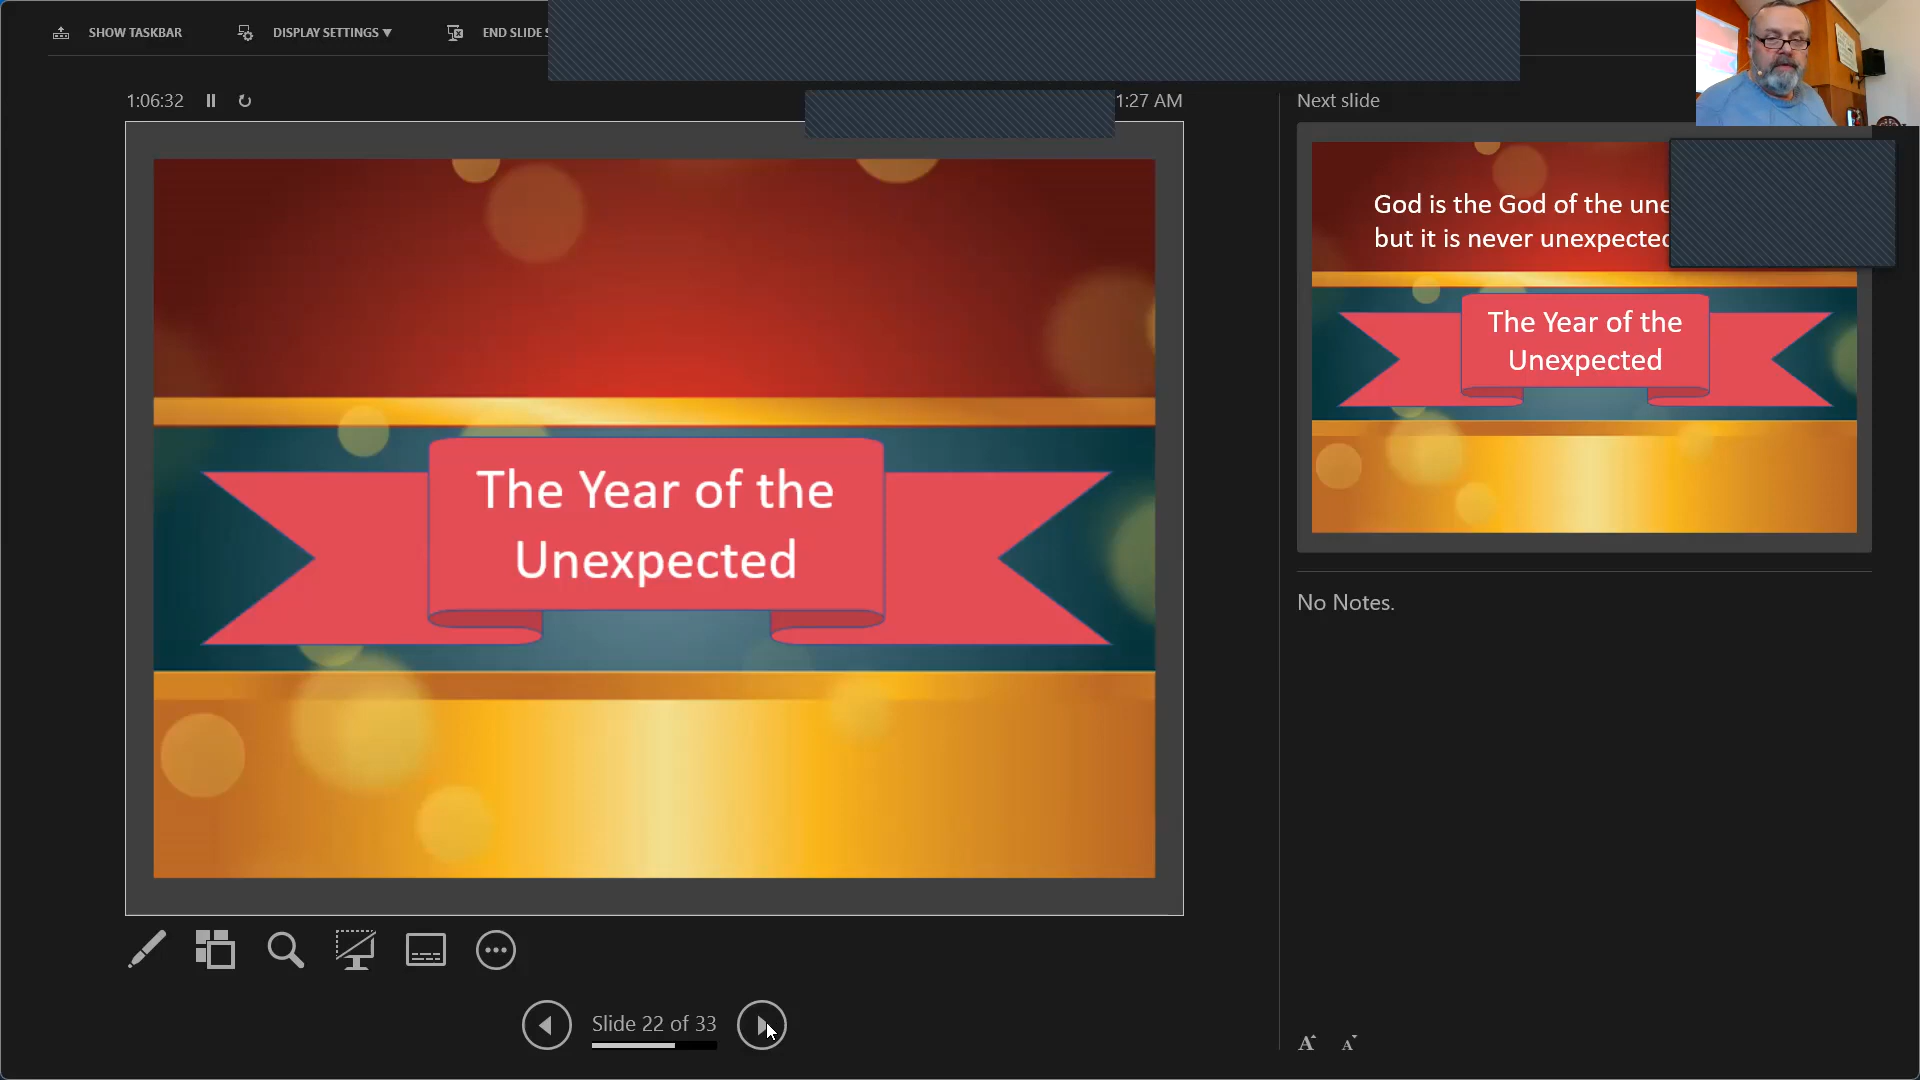 SHOW TASKBAR
DISPLAY SETTINGS ▼
END SLIDE
1:06:32
1:27 AM
The Year of the
Unexpected
Slide 22 of 33
Next slide
God is the God of the
but it is never unexpected
The Year of the
Unexpected
No Notes.
A A